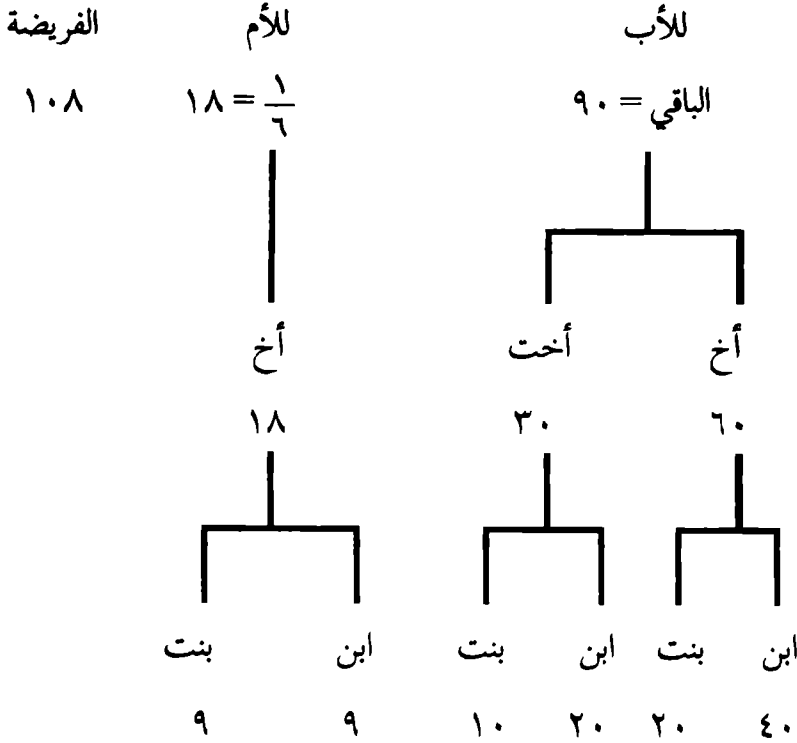 للأب للأم الفريضة
الباقي = ٩٠ ١/٦ = ١٨ ١٠٨
أخ أخت أخ
٦٠ ٣٠ ١٨
ابن بنت ابن بنت ابن بنت
٤٠ ٢٠ ٢٠ ١٠ ٩ ٩